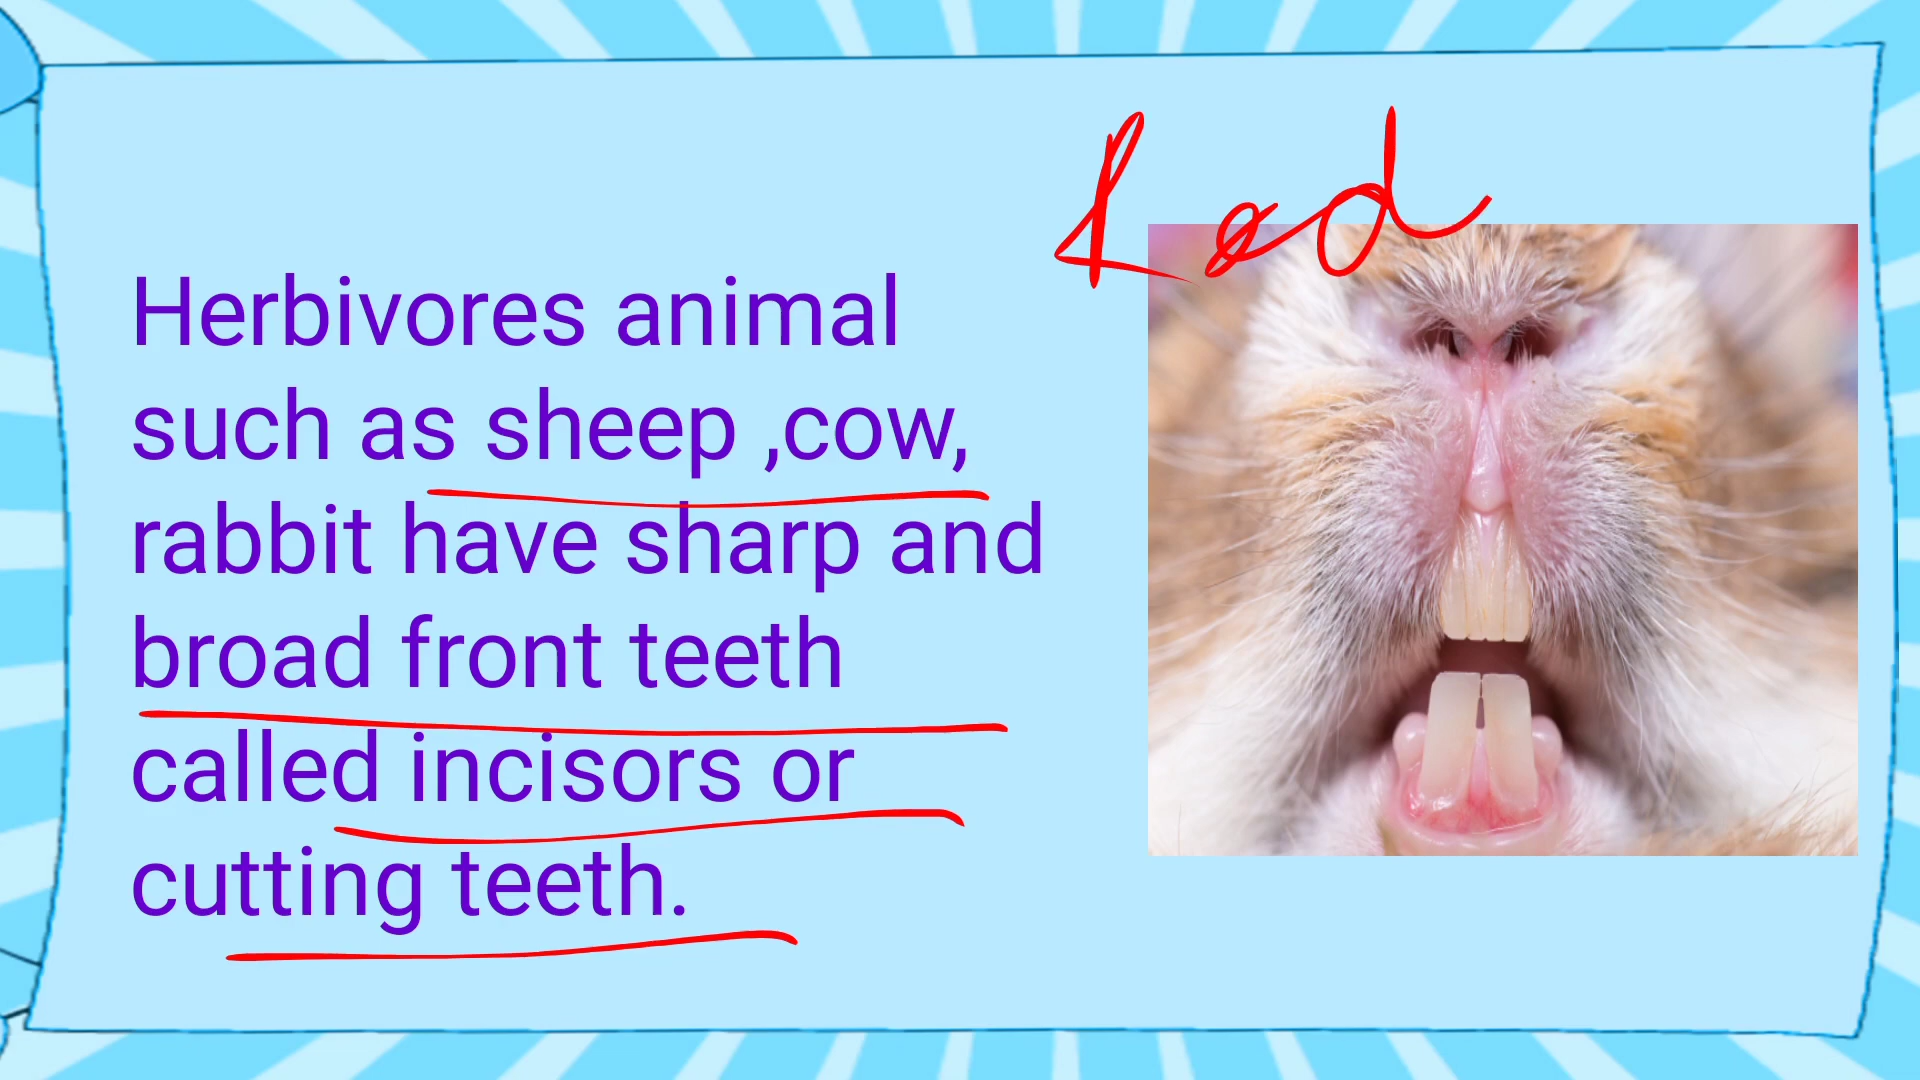 Herbivores animal
such as sheep ,cow,
rabbit have sharp and
broad front teeth
called incisors or
cutting teeth.